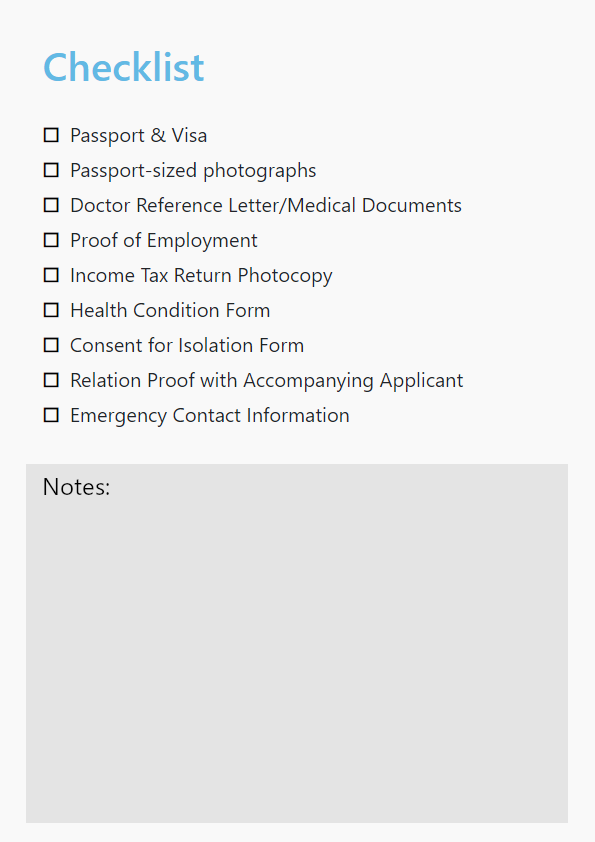 Checklist
Passport & Visa
Passport-sized photographs
Doctor Reference Letter/Medical Documents
Proof of Employment
Income Tax Return Photocopy
Health Condition Form
Consent for Isolation Form
Relation Proof with Accompanying Applicant
Emergency Contact Information
Notes: